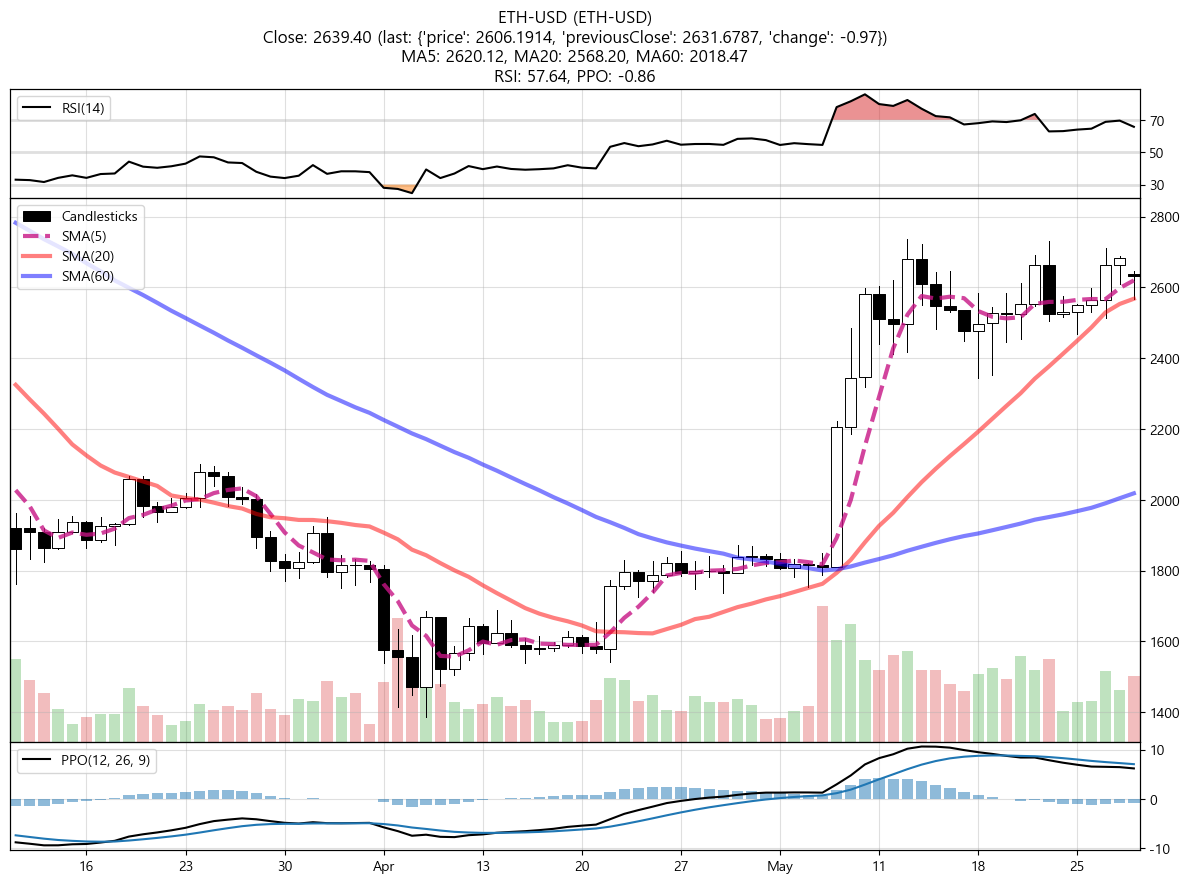 ETH-USD (ETH-USD)
Close: 2639.40 (last: {'price': 2606.1914, 'previousClose': 2631.6787, 'change': -0.97})
MA5: 2620.12, MA20: 2568.20, MA60: 2018.47
RSI: 57.64, PPO: -0.86
RSI(14)
70
50
30
Candlesticks
SMA(5)
SMA(20)
SMA(60)
2800
2600
2400
2200
2000
1800
1600
1400
PPO(12, 26, 9)
10
0
-10
16 23 30 Apr 13 20 27 May 11 18 25